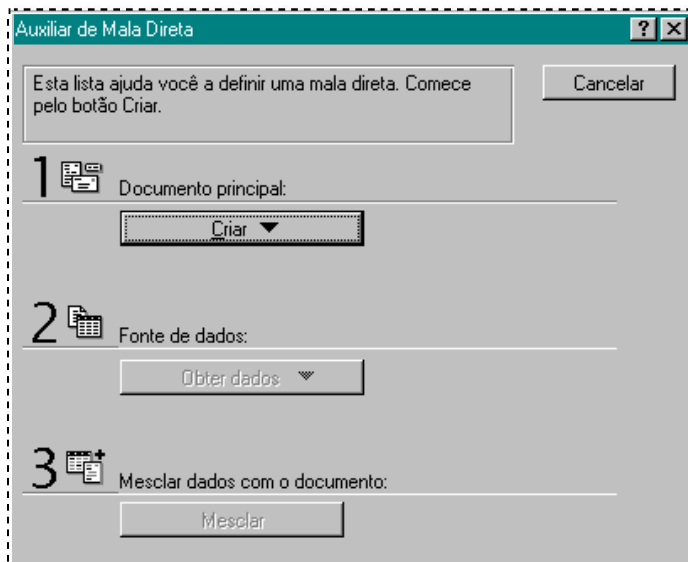 Auxiliar de Mala Direta
Esta lista ajuda você a definir uma mala direta. Comece
pelo botão Criar.
Cancelar
1
Documento principal:
Criar
2
Fonte de dados:
Obter dados
3
Mesclar dados com o documento:
Mesclar